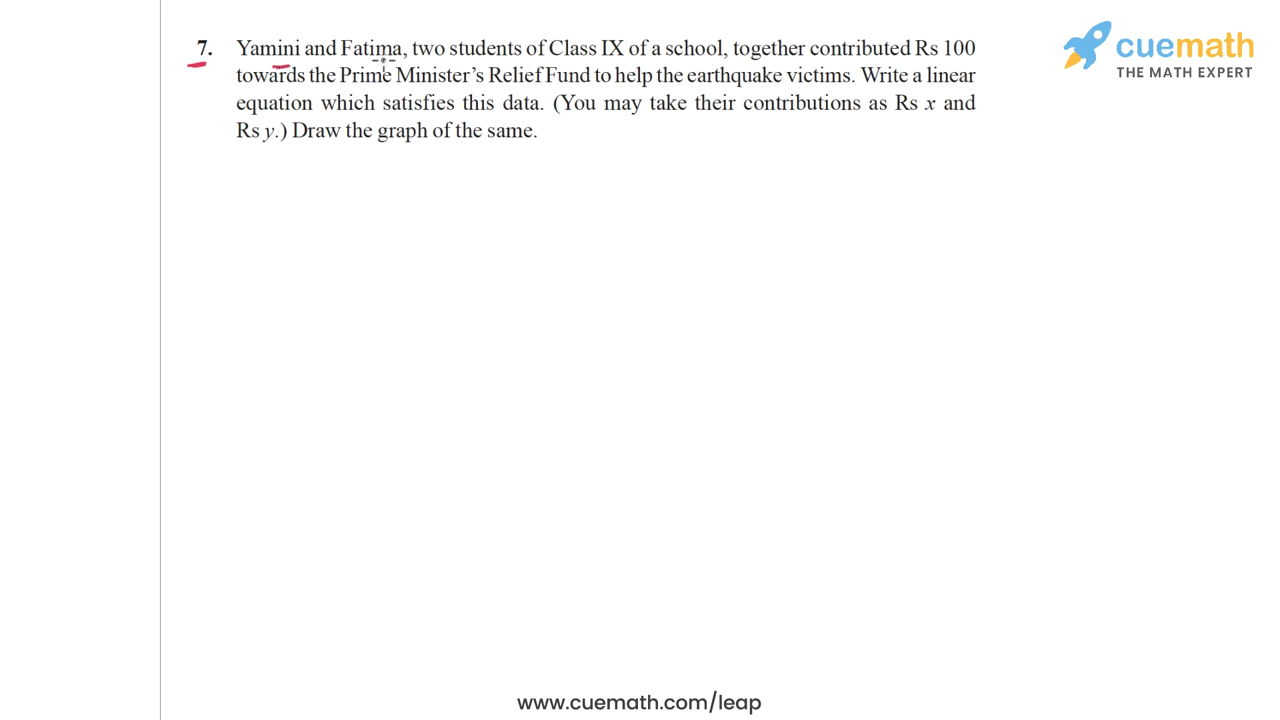 7. Yamini and Fatima, two students of Class IX of a school, together contributed Rs 100
towards the Prime Minister’s Relief Fund to help the earthquake victims. Write a linear
equation which satisfies this data. (You may take their contributions as Rs x and
Rs y.) Draw the graph of the same.
cuemath
THE MATH EXPERT
www.cuemath.com/leap